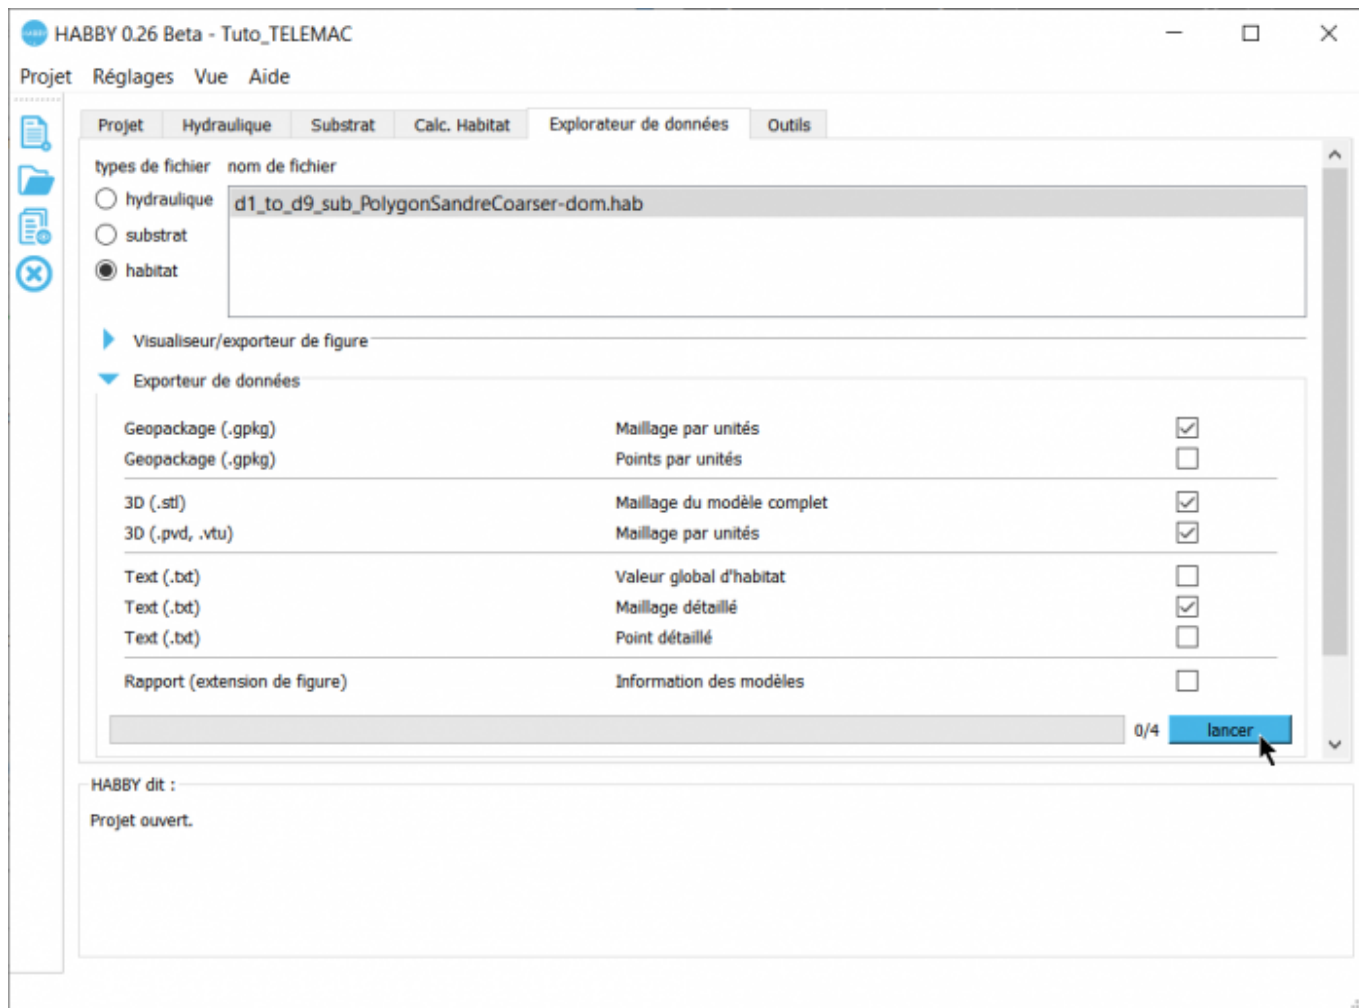 HABBY 0.26 Beta - Tuto_TELEMAC
Projet Réglages Vue Aide
Projet Hydraulique Substrat Calc. Habitat Explorateur de données Outils
types de fichier nom de fichier
hydraulique d1_to_d9_sub_PolygonSandreCoarser-dom.hab
substrat
habitat
Visualiseur/exporteur de figure
Exporteur de données
Geopackage (.gpkg) Maillage par unités
Geopackage (.gpkg) Points par unités
3D (.stl) Maillage du modèle complet
3D (.pvd, .vtu) Maillage par unités
Text (.txt) Valeur global d'habitat
Text (.txt) Maillage détaillé
Text (.txt) Point détaillé
Rapport (extension de figure) Information des modèles
0/4 lancer
HABBY dit :
Projet ouvert.